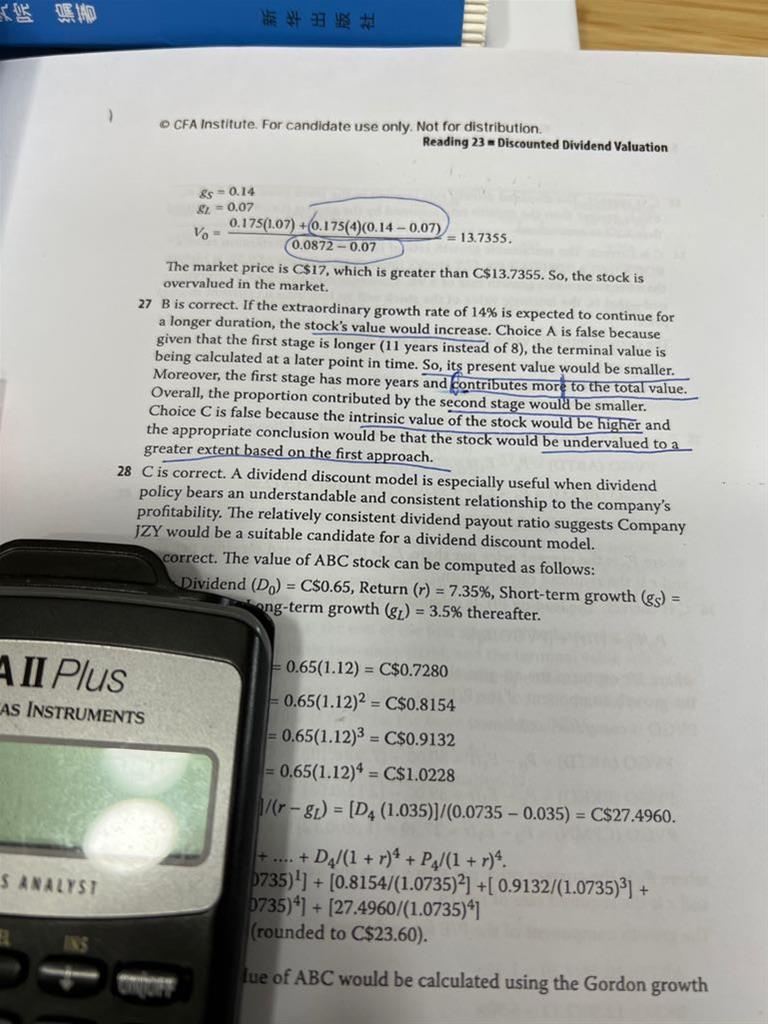 究院 編著
新华出版社
© CFA Institute. For candidate use only. Not for distribution.
Reading 23 ■ Discounted Dividend Valuation
gS = 0.14
gL = 0.07
V0 = 0.175(1.07) + 0.175(4)(0.14 − 0.07) / 0.0872 − 0.07 = 13.7355.
The market price is C$17, which is greater than C$13.7355. So, the stock is
overvalued in the market.
27 B is correct. If the extraordinary growth rate of 14% is expected to continue for
a longer duration, the stock's value would increase. Choice A is false because
given that the first stage is longer (11 years instead of 8), the terminal value is
being calculated at a later point in time. So, its present value would be smaller.
Moreover, the first stage has more years and contributes more to the total value.
Overall, the proportion contributed by the second stage would be smaller.
Choice C is false because the intrinsic value of the stock would be higher and
the appropriate conclusion would be that the stock would be undervalued to a
greater extent based on the first approach.
28 C is correct. A dividend discount model is especially useful when dividend
policy bears an understandable and consistent relationship to the company's
profitability. The relatively consistent dividend payout ratio suggests Company
JZY would be a suitable candidate for a dividend discount model.
correct. The value of ABC stock can be computed as follows:
Dividend (D0) = C$0.65, Return (r) = 7.35%, Short-term growth (gS) =
ong-term growth (gL) = 3.5% thereafter.
= 0.65(1.12) = C$0.7280
= 0.65(1.12)² = C$0.8154
= 0.65(1.12)³ = C$0.9132
= 0.65(1.12)⁴ = C$1.0228
]/(r − gL) = [D4 (1.035)]/(0.0735 − 0.035) = C$27.4960.
+ .... + D4/(1 + r)⁴ + P4/(1 + r)⁴.
0735)¹] + [0.8154/(1.0735)²] +[ 0.9132/(1.0735)³] +
0735)⁴] + [27.4960/(1.0735)⁴]
(rounded to C$23.60).
lue of ABC would be calculated using the Gordon growth
A II Plus
AS INSTRUMENTS
S ANALYST
INS
↓
ON/OFF